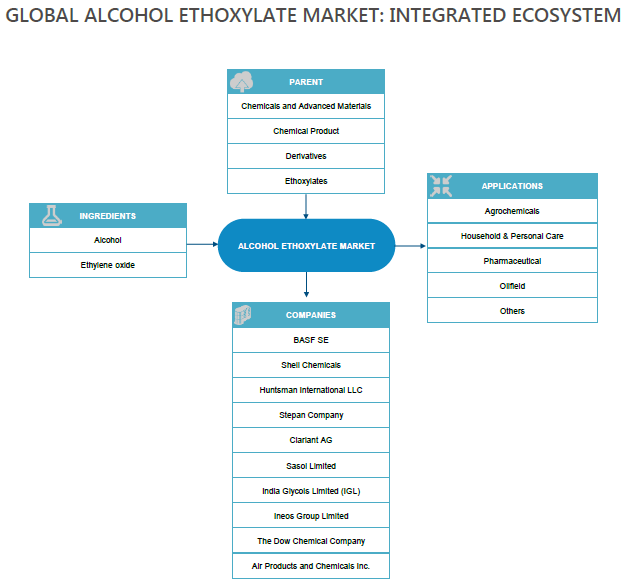 GLOBAL ALCOHOL ETHOXYLATE MARKET: INTEGRATED ECOSYSTEM
PARENT
Chemicals and Advanced Materials
Chemical Product
Derivatives
Ethoxylates
INGREDIENTS
Alcohol
Ethylene oxide
ALCOHOL ETHOXYLATE MARKET
APPLICATIONS
Agrochemicals
Household & Personal Care
Pharmaceutical
Oilfield
Others
COMPANIES
BASF SE
Shell Chemicals
Huntsman International LLC
Stepan Company
Clariant AG
Sasol Limited
India Glycols Limited (IGL)
Ineos Group Limited
The Dow Chemical Company
Air Products and Chemicals Inc.